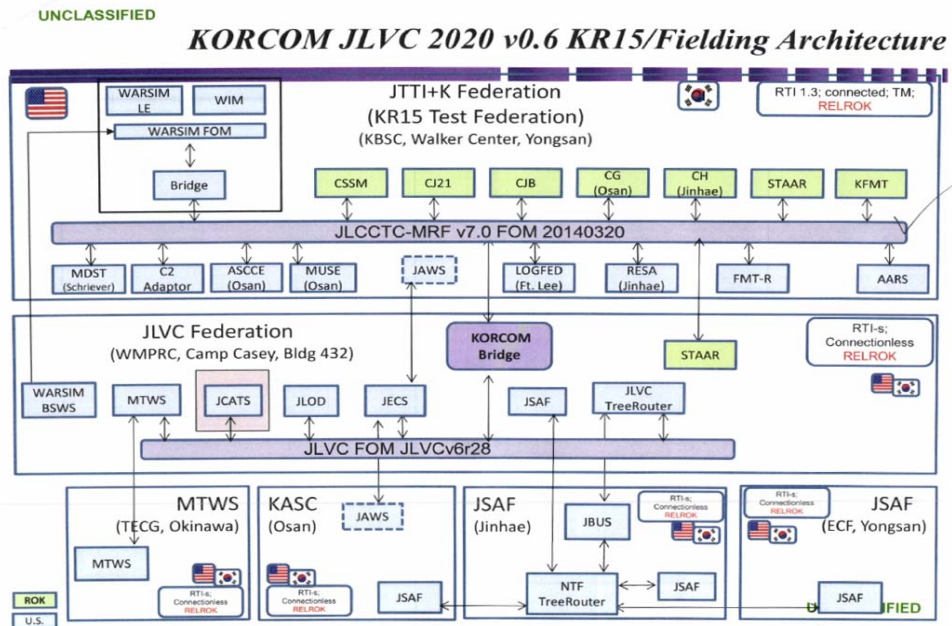 UNCLASSIFIED
KORCOM JLVC 2020 v0.6 KR15/Fielding Architecture
WARSIM
LE
WIM
WARSIM FOM
Bridge
JTTI+K Federation
(KR15 Test Federation)
(KBSC, Walker Center, Yongsan)
RTI 1.3; connected; TM;
RELROK
CSSM
CJ21
CJB
CG
(Osan)
CH
(Jinhae)
STAAR
KFMT
JLCCTC-MRF v7.0 FOM 20140320
MDST
(Schriever)
C2
Adaptor
ASCCE
(Osan)
MUSE
(Osan)
JAWS
LOGFED
(Ft. Lee)
RESA
(Jinhae)
FMT-R
AARS
JLVC Federation
(WMPRC, Camp Casey, Bldg 432)
KORCOM
Bridge
STAAR
RTI-s;
Connectionless
RELROK
WARSIM
BSWS
MTWS
JCATS
JLOD
JECS
JSAF
JLVC
TreeRouter
JLVC FOM JLVCv6r28
MTWS
(TECG, Okinawa)
MTWS
RTI-s;
Connectionless
RELROK
KASC
(Osan)
JAWS
RTI-s;
Connectionless
RELROK
JSAF
JSAF
(Jinhae)
JBUS
RTI-s;
Connectionless
RELROK
NTF
TreeRouter
JSAF
RTI-s;
Connectionless
RELROK
JSAF
(ECF, Yongsan)
JSAF
ROK
U.S.
U
IFIED